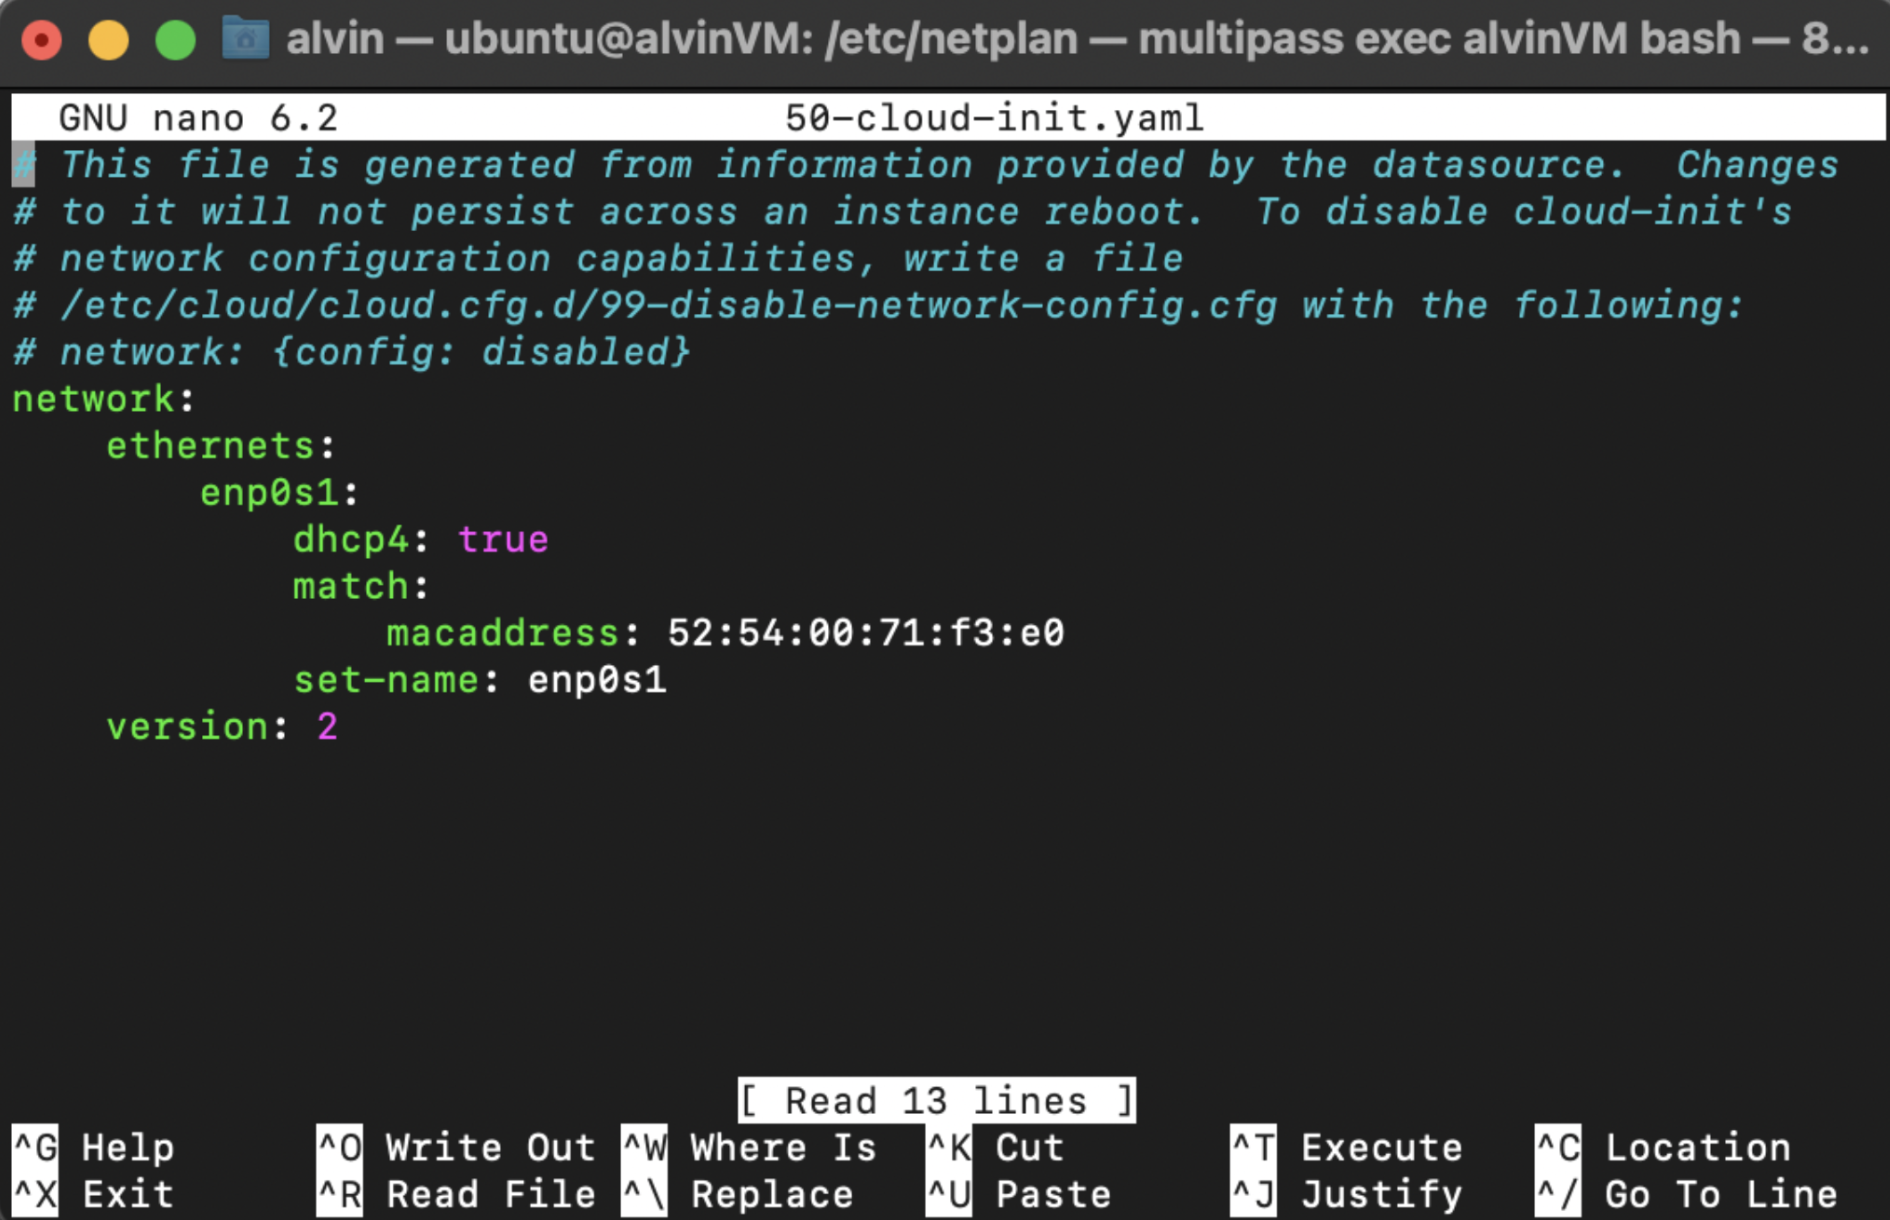 alvin — ubuntu@alvinVM: /etc/netplan — multipass exec alvinVM bash — 8...
GNU nano 6.2 50-cloud-init.yaml
# This file is generated from information provided by the datasource.  Changes
# to it will not persist across an instance reboot.  To disable cloud-init's
# network configuration capabilities, write a file
# /etc/cloud/cloud.cfg.d/99-disable-network-config.cfg with the following:
# network: {config: disabled}
network:
    ethernets:
        enp0s1:
            dhcp4: true
            match:
                macaddress: 52:54:00:71:f3:e0
            set-name: enp0s1
    version: 2
[ Read 13 lines ]
^G Help ^O Write Out ^W Where Is ^K Cut ^T Execute ^C Location
^X Exit ^R Read File ^\ Replace ^U Paste ^J Justify ^/ Go To Line